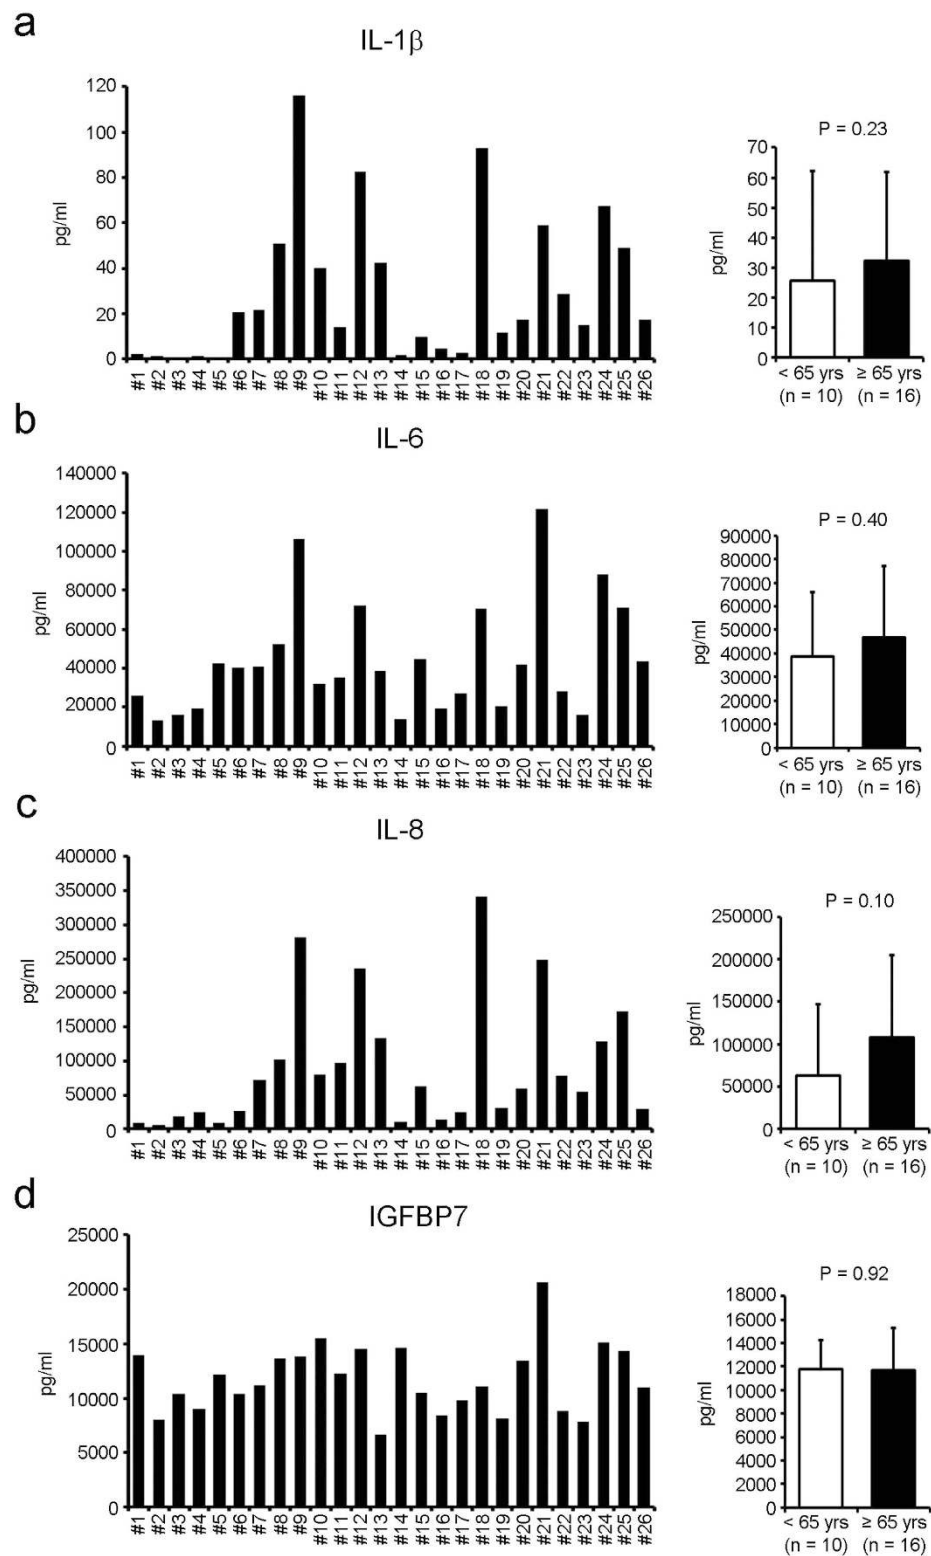 a
IL-1β
120
100
80
60
40
20
0
pg/ml
#1 #2 #3 #4 #5 #6 #7 #8 #9 #10 #11 #12 #13 #14 #15 #16 #17 #18 #19 #20 #21 #22 #23 #24 #25 #26
P = 0.23
70
60
50
40
30
20
10
0
pg/ml
< 65 yrs ≥ 65 yrs
(n = 10) (n = 16)
b
IL-6
140000
120000
100000
80000
60000
40000
20000
0
pg/ml
#1 #2 #3 #4 #5 #6 #7 #8 #9 #10 #11 #12 #13 #14 #15 #16 #17 #18 #19 #20 #21 #22 #23 #24 #25 #26
P = 0.40
90000
80000
70000
60000
50000
40000
30000
20000
10000
0
pg/ml
< 65 yrs ≥ 65 yrs
(n = 10) (n = 16)
c
IL-8
400000
350000
300000
250000
200000
150000
100000
50000
0
pg/ml
#1 #2 #3 #4 #5 #6 #7 #8 #9 #10 #11 #12 #13 #14 #15 #16 #17 #18 #19 #20 #21 #22 #23 #24 #25 #26
P = 0.10
250000
200000
150000
100000
50000
0
pg/ml
< 65 yrs ≥ 65 yrs
(n = 10) (n = 16)
d
IGFBP7
25000
20000
15000
10000
5000
0
pg/ml
#1 #2 #3 #4 #5 #6 #7 #8 #9 #10 #11 #12 #13 #14 #15 #16 #17 #18 #19 #20 #21 #22 #23 #24 #25 #26
P = 0.92
18000
16000
14000
12000
10000
8000
6000
4000
2000
0
pg/ml
< 65 yrs ≥ 65 yrs
(n = 10) (n = 16)